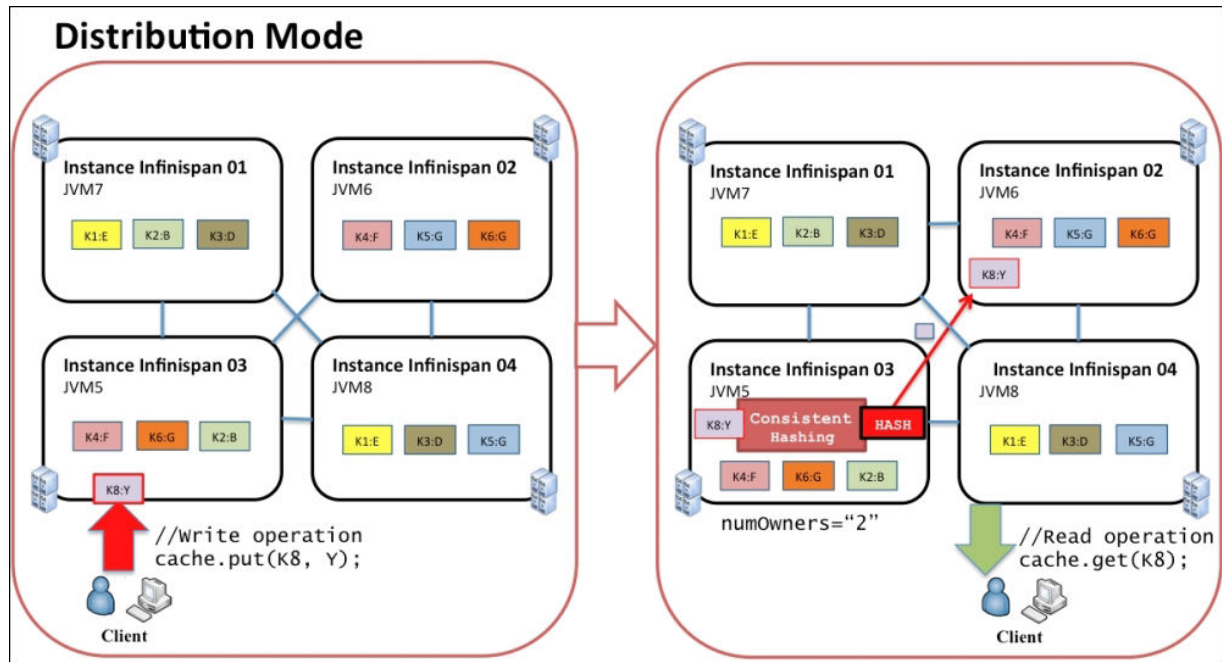 Distribution Mode
Instance Infinispan 01
JVM7
K1:E K2:B K3:D
Instance Infinispan 02
JVM6
K4:F K5:G K6:G
Instance Infinispan 03
JVM5
K4:F K6:G K2:B
K8:Y
Instance Infinispan 04
JVM8
K1:E K3:D K5:G
//Write operation
cache.put(K8, Y);
Client
Instance Infinispan 01
JVM7
K1:E K2:B K3:D
Instance Infinispan 02
JVM6
K4:F K5:G K6:G
K8:Y
Instance Infinispan 03
JVM5
K8:Y
Consistent
Hashing
HASH
K4:F K6:G K2:B
numOwners=“2”
Instance Infinispan 04
JVM8
K1:E K3:D K5:G
//Read operation
cache.get(K8);
Client